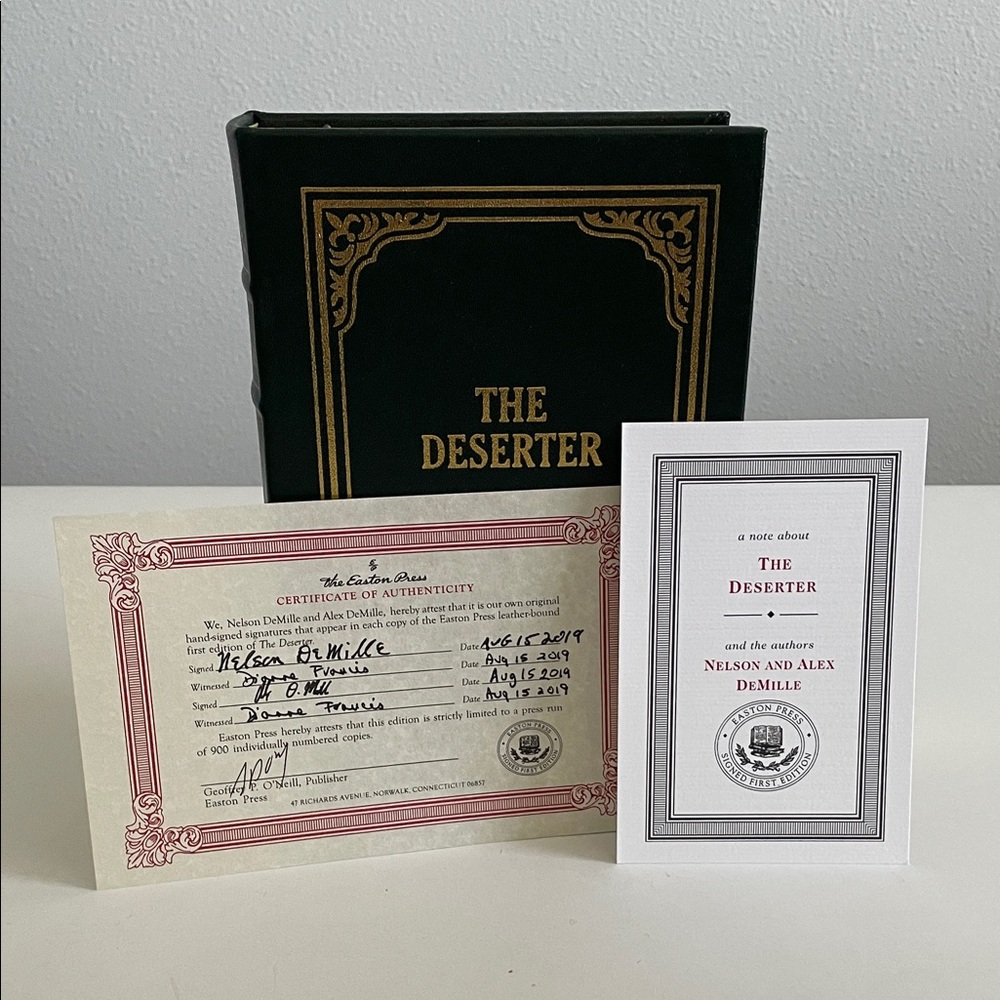 THE
DESERTER
The Easton Press
CERTIFICATE OF AUTHENTICITY
We, Nelson DeMille and Alex DeMille, hereby attest that it is our own original
hand-signed signatures that appear in each copy of the Easton Press leather-bound
first edition of The Deserter.
Signed Nelson DeMille Date AUG 15 2019
Witnessed Dianne Francis Date Aug 15 2019
Signed Date Aug 15 2019
Witnessed Dianne Francis Date Aug 15 2019
Easton Press hereby attests that this edition is strictly limited to a press run
of 900 individually numbered copies.
Geoffrey P. O'Neill, Publisher
Easton Press
47 RICHARDS AVENUE, NORWALK, CONNECTICUT 06857
EASTON PRESS
SIGNED FIRST EDITION
a note about
THE
DESERTER
and the authors
NELSON AND ALEX
DEMILLE
EASTON PRESS
SIGNED FIRST EDITION